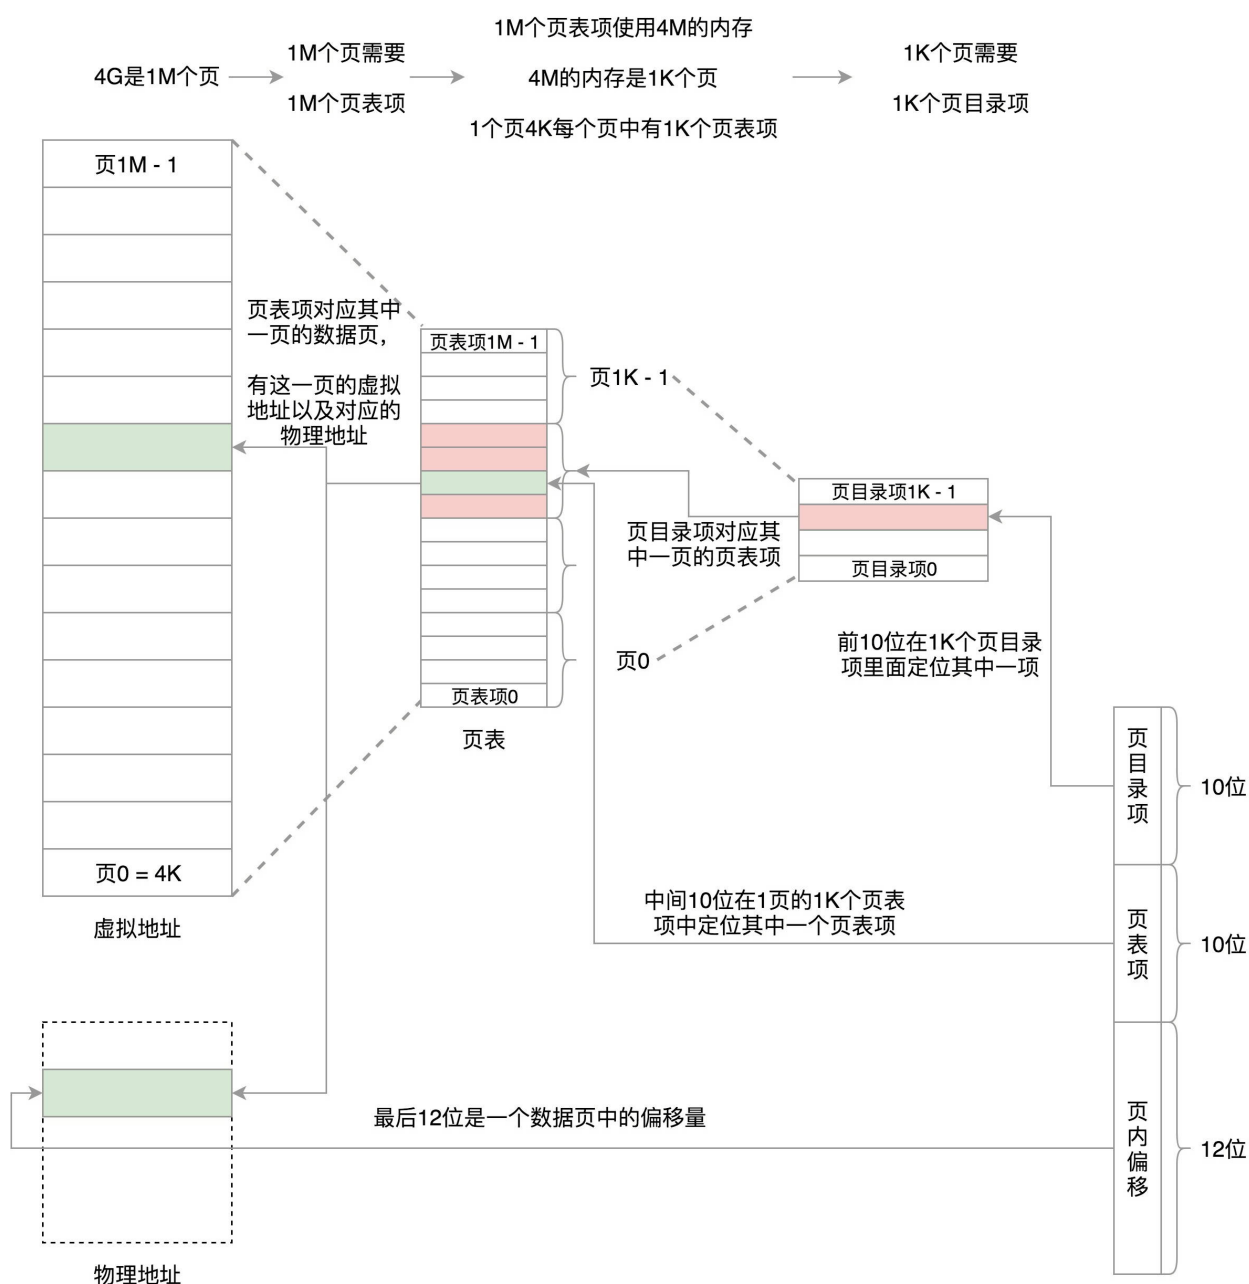 1M个页表项使用4M的内存
1M个页需要
1K个页需要
4G是1M个页
4M的内存是1K个页
1M个页表项
1K个页目录项
1个页4K每个页中有1K个页表项
页1M - 1
页表项对应其中
一页的数据页，
页表项1M - 1
页1K - 1
有这一页的虚拟
地址以及对应的
物理地址
页目录项1K - 1
页目录项对应其
中一页的页表项
页目录项0
前10位在1K个页目录
项里面定位其中一项
页0
页表项0
页表
页目录项
10位
页0 = 4K
虚拟地址
中间10位在1页的1K个页表
项中定位其中一个页表项
页表项
10位
最后12位是一个数据页中的偏移量
页内偏移
12位
物理地址